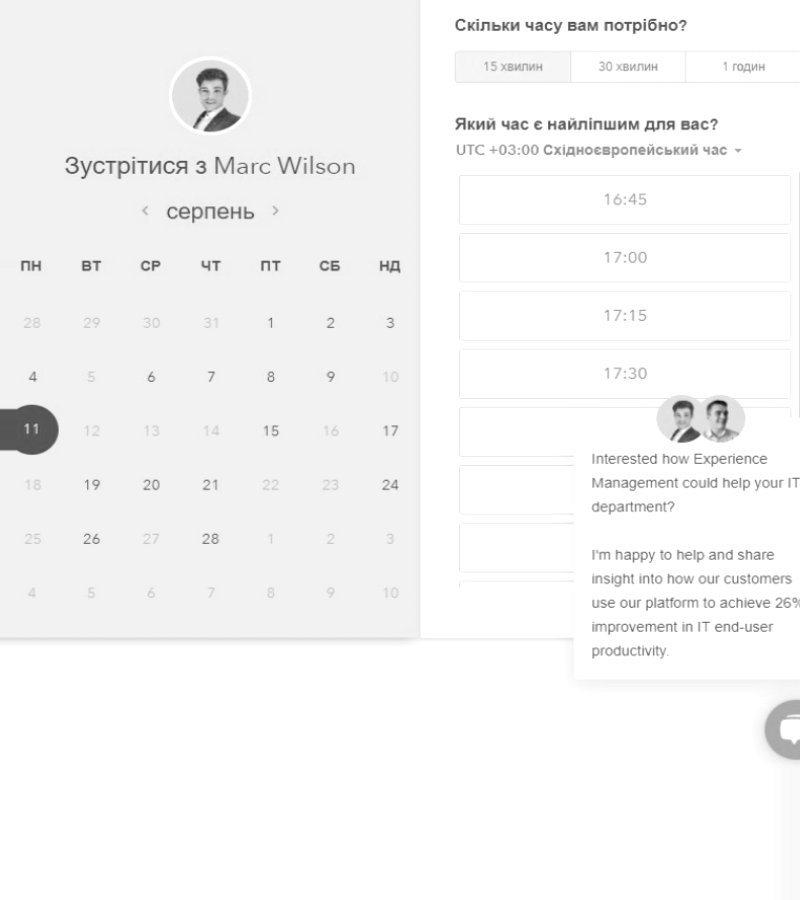 Зустрітися з Marc Wilson
серпень
ПН ВТ СР ЧТ ПТ СБ НД
28 29 30 31 1 2 3
4 5 6 7 8 9 10
11 12 13 14 15 16 17
18 19 20 21 22 23 24
25 26 27 28 1 2 3
4 5 6 7 8 9 10
Скільки часу вам потрібно?
15 хвилин 30 хвилин 1 годин
Який час є найліпшим для вас?
UTC +03:00 Східноєвропейський час
16:45
17:00
17:15
17:30
Interested how Experience
Management could help your IT
department?
I'm happy to help and share
insight into how our customers
use our platform to achieve 26%
improvement in IT end-user
productivity.